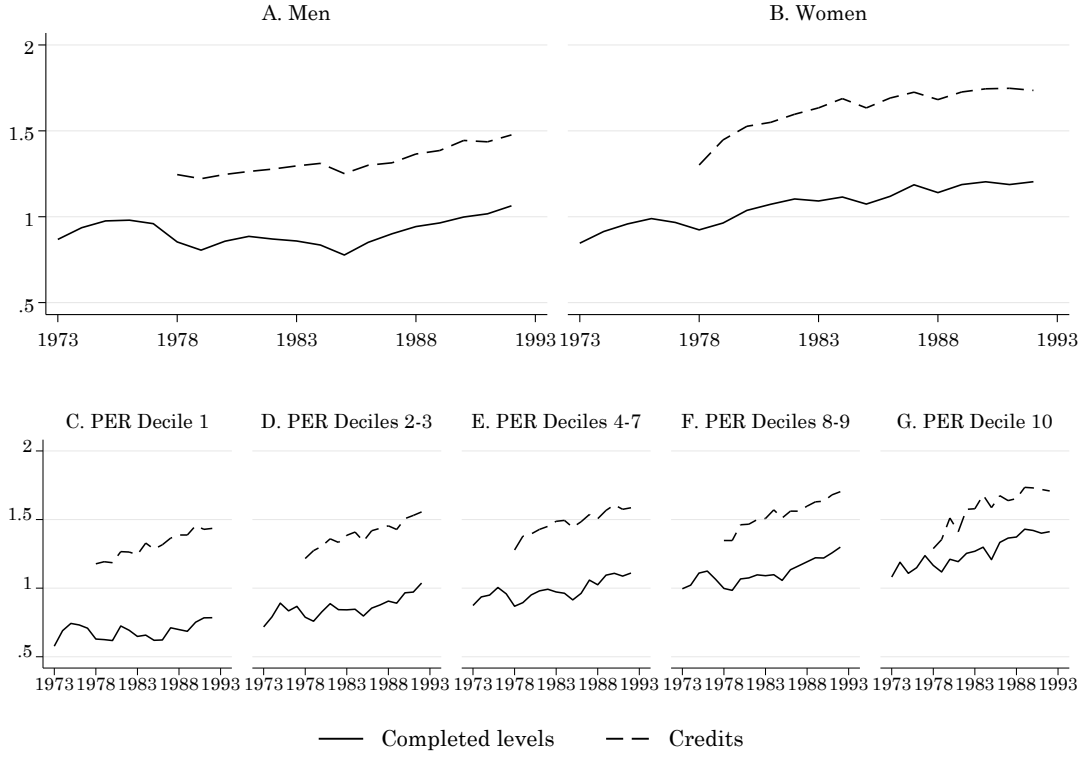 A. Men
B. Women
2
1.5
1
.5
1973 1978 1983 1988 1993 1973 1978 1983 1988 1993
C. PER Decile 1
D. PER Deciles 2-3
E. PER Deciles 4-7
F. PER Deciles 8-9
G. PER Decile 10
2
1.5
1
.5
1973 1978 1983 1988 1993 1973 1978 1983 1988 1993 1973 1978 1983 1988 1993 1973 1978 1983 1988 1993 1973 1978 1983 1988 1993
Completed levels Credits